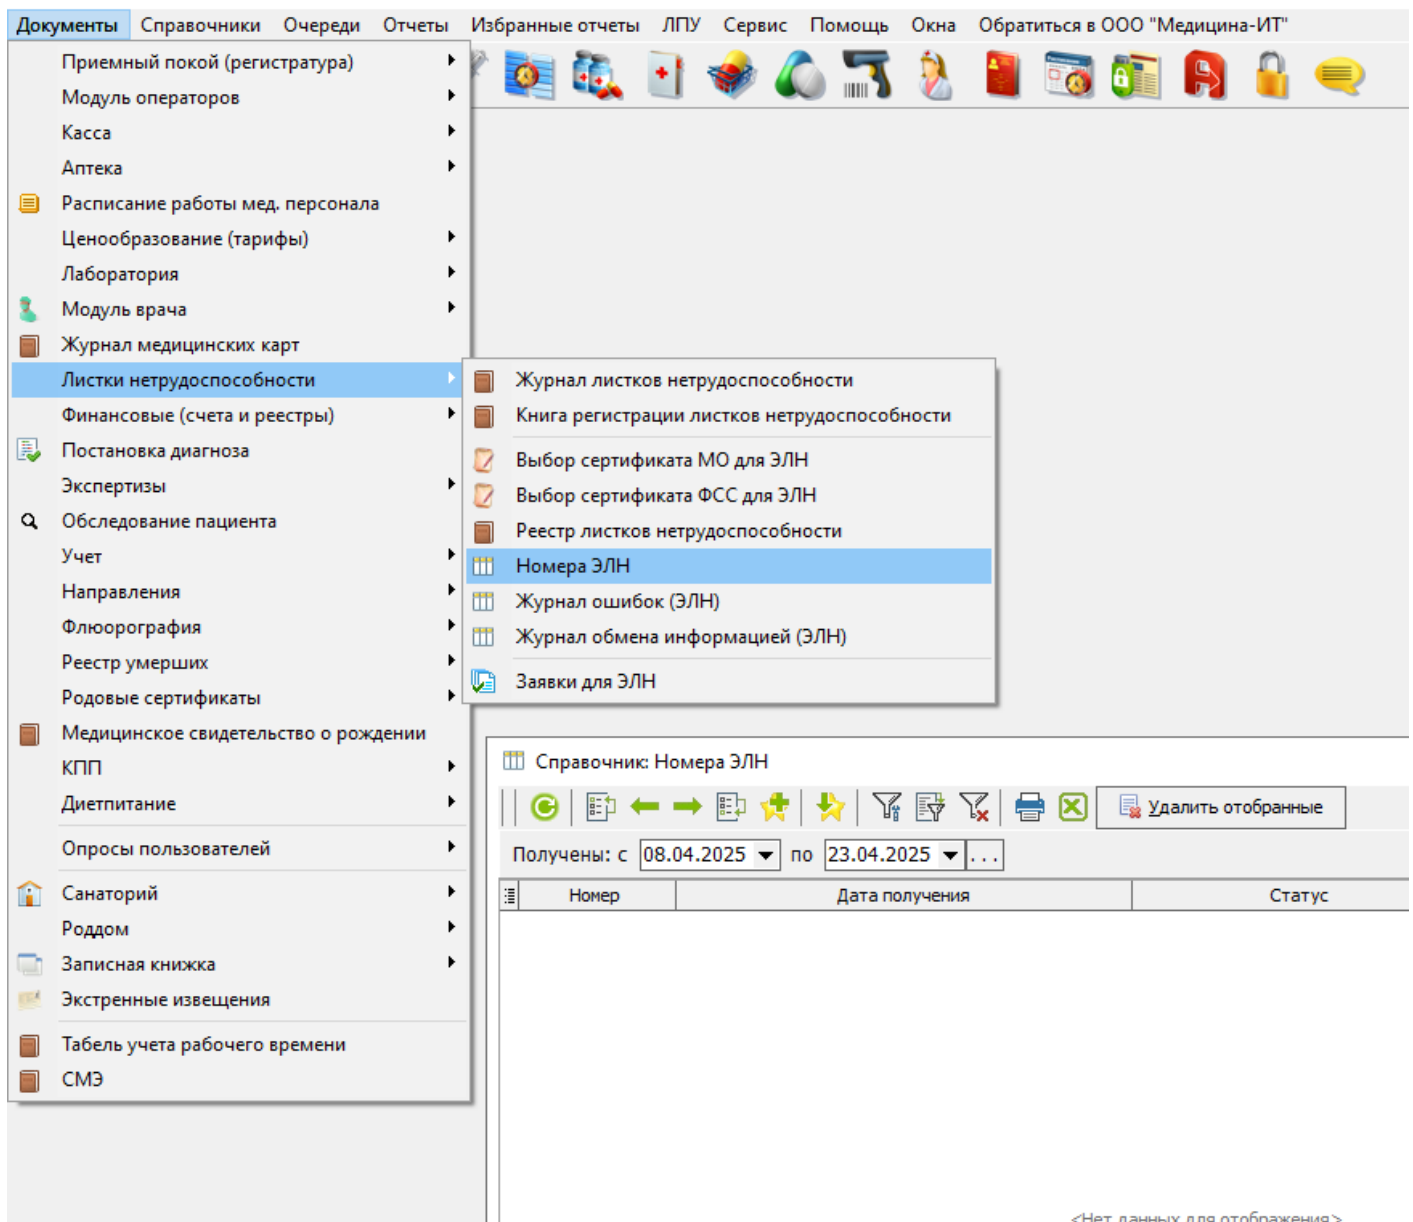 Документы Справочники Очереди Отчеты Избранные отчеты ЛПУ Сервис Помощь Окна Обратиться в ООО "Медицина-ИТ"
Приемный покой (регистратура)
Модуль операторов
Касса
Аптека
Расписание работы мед. персонала
Ценообразование (тарифы)
Лаборатория
Модуль врача
Журнал медицинских карт
Листки нетрудоспособности
Финансовые (счета и реестры)
Постановка диагноза
Экспертизы
Обследование пациента
Учет
Направления
Флюорография
Реестр умерших
Родовые сертификаты
Медицинское свидетельство о рождении
КПП
Диетпитание
Опросы пользователей
Санаторий
Роддом
Записная книжка
Экстренные извещения
Табель учета рабочего времени
СМЭ
Журнал листков нетрудоспособности
Книга регистрации листков нетрудоспособности
Выбор сертификата МО для ЭЛН
Выбор сертификата ФСС для ЭЛН
Реестр листков нетрудоспособности
Номера ЭЛН
Журнал ошибок (ЭЛН)
Журнал обмена информацией (ЭЛН)
Заявки для ЭЛН
Справочник: Номера ЭЛН
Удалить отобранные
Получены: с 08.04.2025 по 23.04.2025 ...
Номер Дата получения Статус
<Нет данных для отображения>